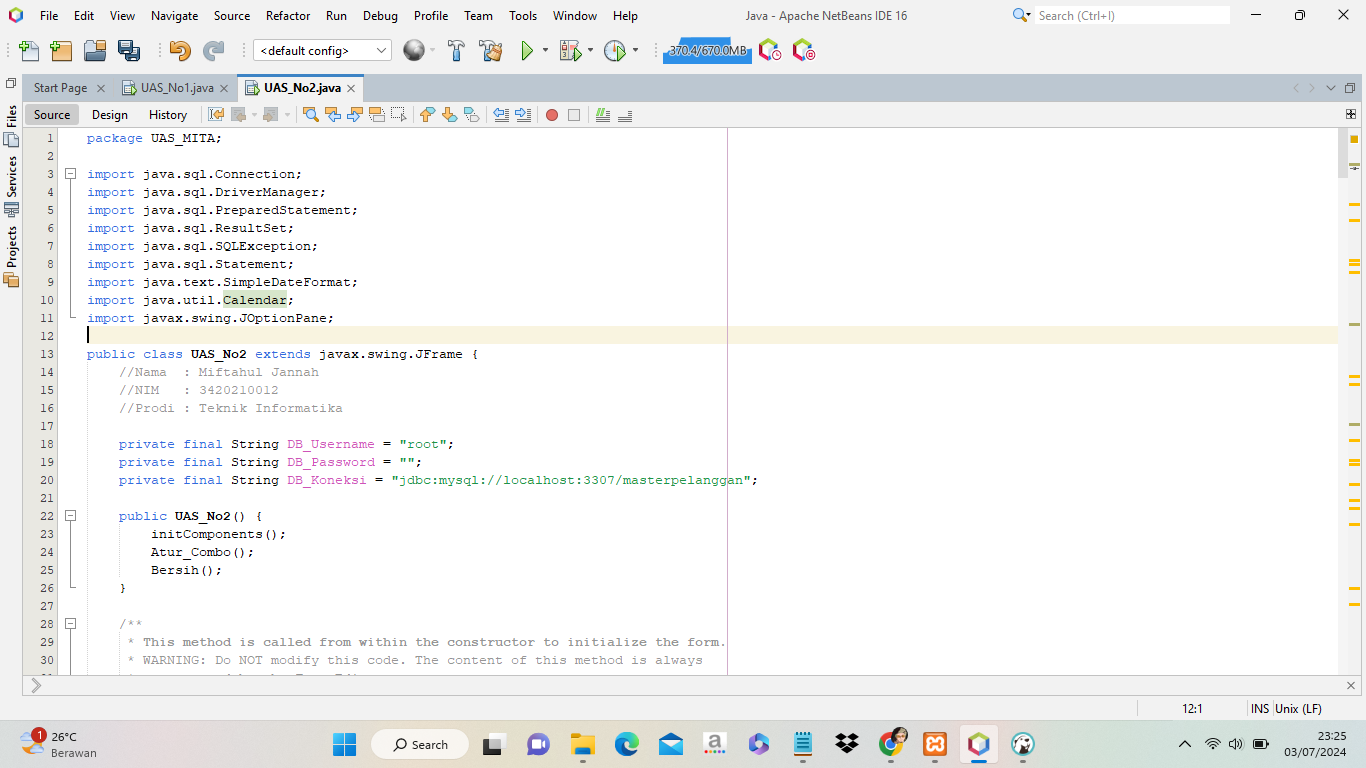 File Edit View Navigate Source Refactor Run Debug Profile Team Tools Window Help
Java - Apache NetBeans IDE 16
Search (Ctrl+I)
<default config>
370.4/670.0MB
Start Page
UAS_No1.java
UAS_No2.java
Source Design History
Files
Services
Projects
1 package UAS_MITA;
2
3 import java.sql.Connection;
4 import java.sql.DriverManager;
5 import java.sql.PreparedStatement;
6 import java.sql.ResultSet;
7 import java.sql.SQLException;
8 import java.sql.Statement;
9 import java.text.SimpleDateFormat;
10 import java.util.Calendar;
11 import javax.swing.JOptionPane;
12
13 public class UAS_No2 extends javax.swing.JFrame {
14 //Nama  : Miftahul Jannah
15 //NIM   : 3420210012
16 //Prodi : Teknik Informatika
17
18 private final String DB_Username = "root";
19 private final String DB_Password = "";
20 private final String DB_Koneksi = "jdbc:mysql://localhost:3307/masterpelanggan";
21
22 public UAS_No2() {
23 initComponents();
24 Atur_Combo();
25 Bersih();
26 }
27
28 /**
29 * This method is called from within the constructor to initialize the form.
30 * WARNING: Do NOT modify this code. The content of this method is always
12:1 INS Unix (LF)
1
26°C
Berawan
Search
23:25
03/07/2024